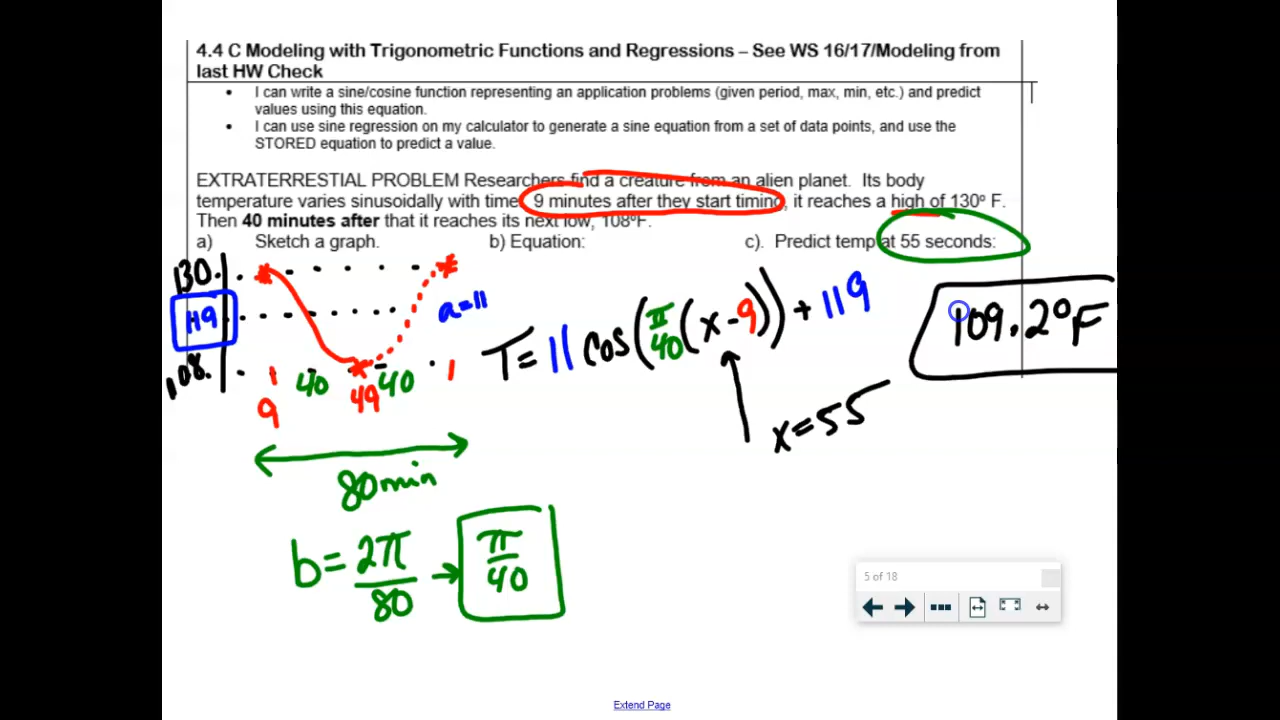 4.4 C Modeling with Trigonometric Functions and Regressions – See WS 16/17/Modeling from
last HW Check
• I can write a sine/cosine function representing an application problems (given period, max, min, etc.) and predict
values using this equation.
• I can use sine regression on my calculator to generate a sine equation from a set of data points, and use the
STORED equation to predict a value.
EXTRATERRESTIAL PROBLEM Researchers find a creature from an alien planet. Its body
temperature varies sinusoidally with time 9 minutes after they start timing, it reaches a high of 130º F.
Then 40 minutes after that it reaches its next low, 108ºF.
a) Sketch a graph. b) Equation: c). Predict temp at 55 seconds:
130
119
108
a=11
9
40
49
40
80min
b = 2π/80 → π/40
T = 11 cos(π/40(x - 9)) + 119
x = 55
109.2°F
5 of 18
Extend Page